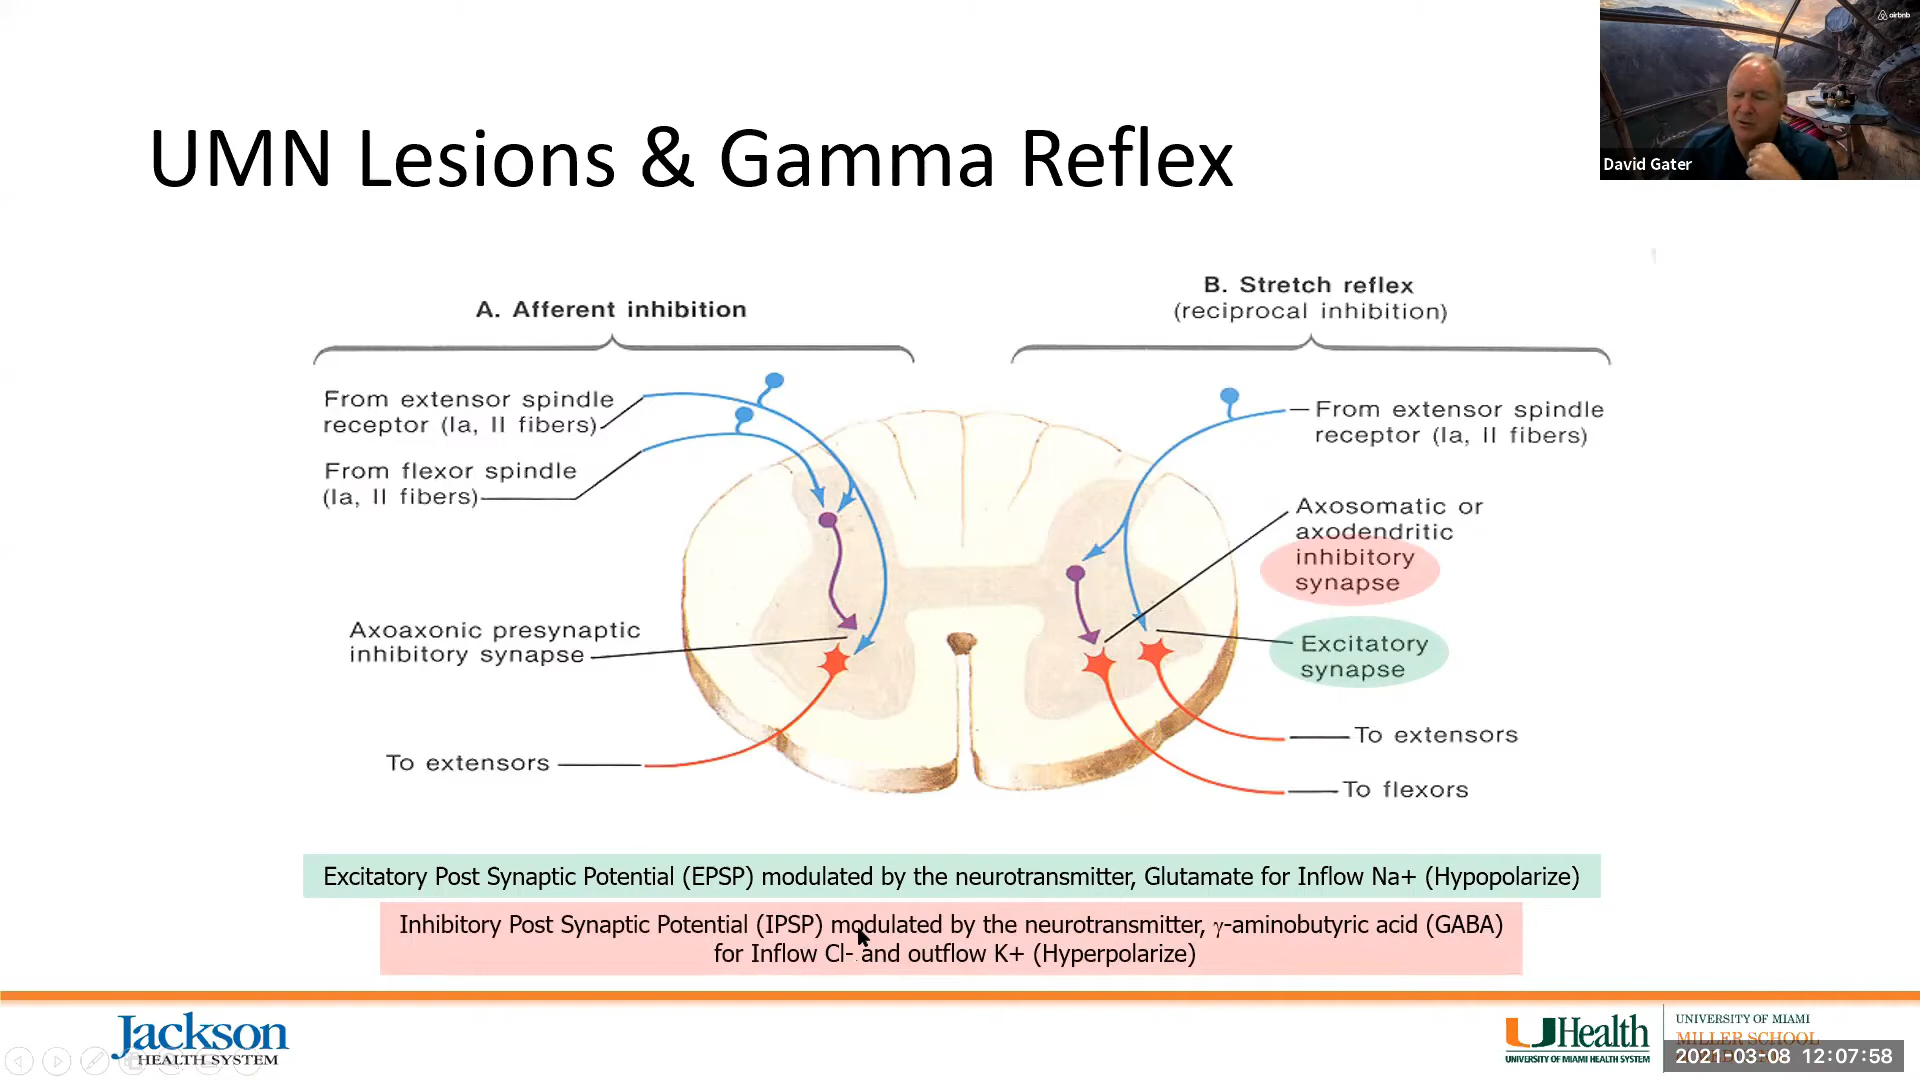 airbnb
David Gater
UMN Lesions & Gamma Reflex
A. Afferent inhibition
From extensor spindle
receptor (Ia, II fibers)
From flexor spindle
(Ia, II fibers)
Axoaxonic presynaptic
inhibitory synapse
To extensors
B. Stretch reflex
(reciprocal inhibition)
From extensor spindle
receptor (Ia, II fibers)
Axosomatic or
axodendritic
inhibitory
synapse
Excitatory
synapse
To extensors
To flexors
Excitatory Post Synaptic Potential (EPSP) modulated by the neurotransmitter, Glutamate for Inflow Na+ (Hypopolarize)
Inhibitory Post Synaptic Potential (IPSP) modulated by the neurotransmitter, γ-aminobutyric acid (GABA)
for Inflow Cl- and outflow K+ (Hyperpolarize)
Jackson
HEALTH SYSTEM
UHealth
UNIVERSITY OF MIAMI HEALTH SYSTEM
UNIVERSITY OF MIAMI
MILLER SCHOOL
2021-03-08 12:07:58